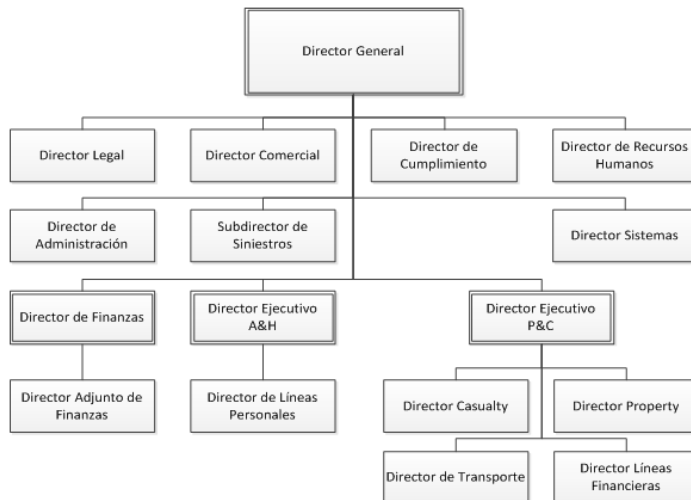 Director General
Director Legal
Director Comercial
Director de
Cumplimiento
Director de Recursos
Humanos
Director de
Administración
Subdirector de
Siniestros
Director Sistemas
Director de Finanzas
Director Ejecutivo
A&H
Director Ejecutivo
P&C
Director Adjunto de
Finanzas
Director de Líneas
Personales
Director Casualty
Director Property
Director de Transporte
Director Líneas
Financieras